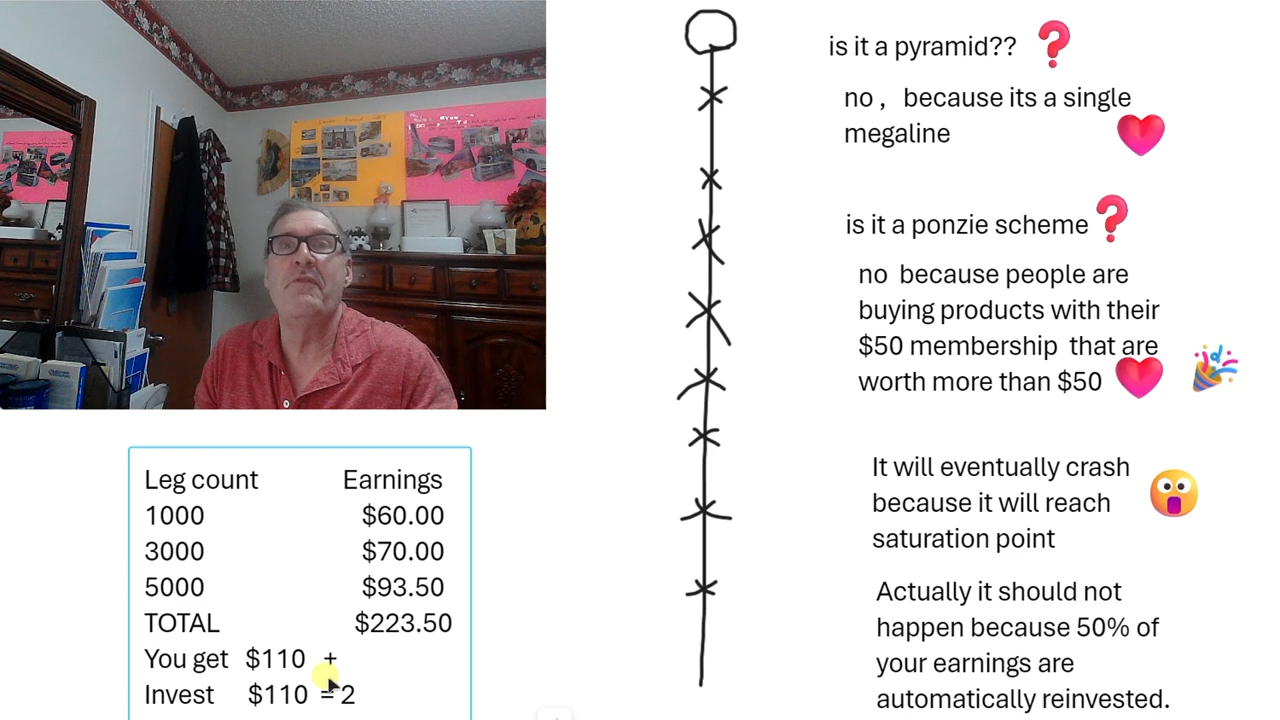 is it a pyramid??
no , because its a single
megaline
is it a ponzie scheme
no because people are
buying products with their
$50 membership that are
worth more than $50
It will eventually crash
because it will reach
saturation point
Actually it should not
happen because 50% of
your earnings are
automatically reinvested.
Leg count Earnings
1000 $60.00
3000 $70.00
5000 $93.50
TOTAL $223.50
You get $110 +
Invest $110 = 2